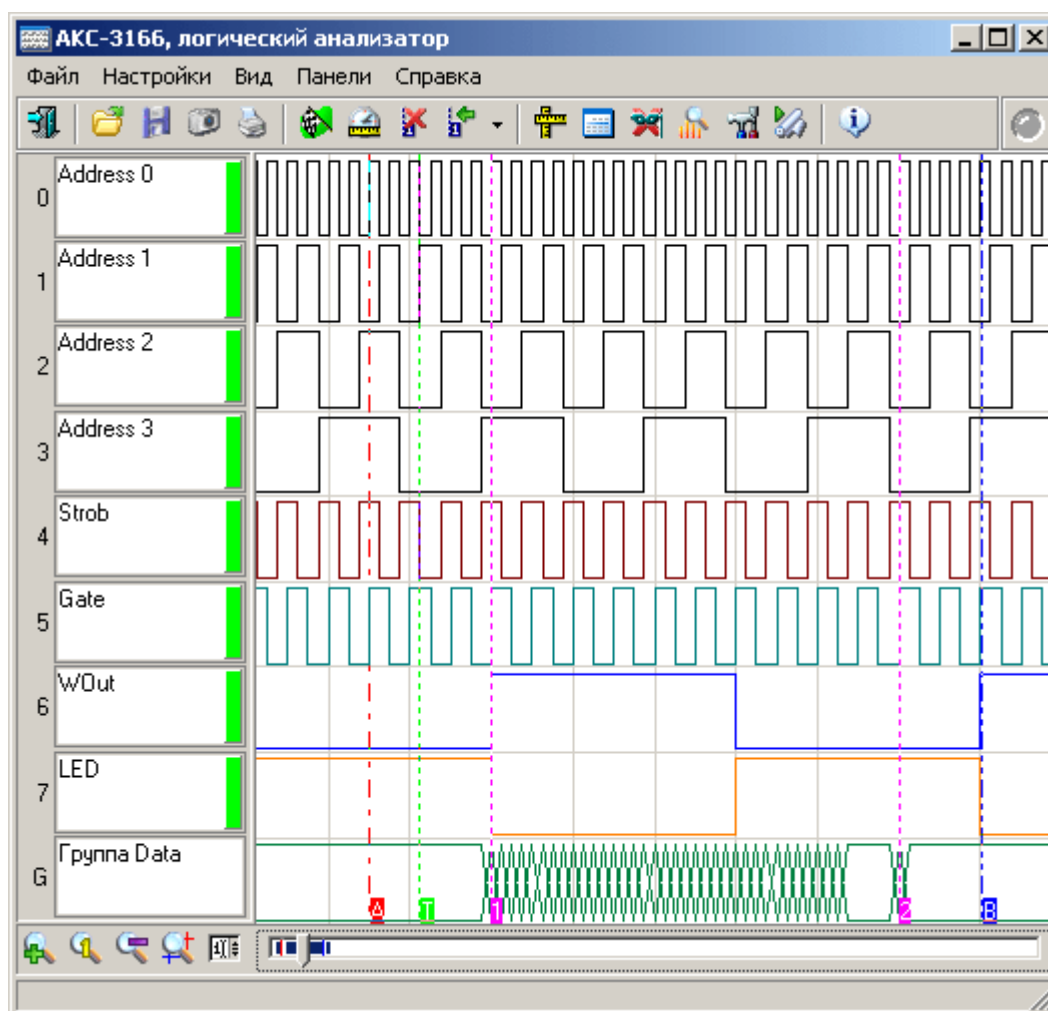 АКС-3166, логический анализатор
Файл Настройки Вид Панели Справка
0 Address 0
1 Address 1
2 Address 2
3 Address 3
4 Strob
5 Gate
6 WOut
7 LED
G Группа Data
A T 1 2 B